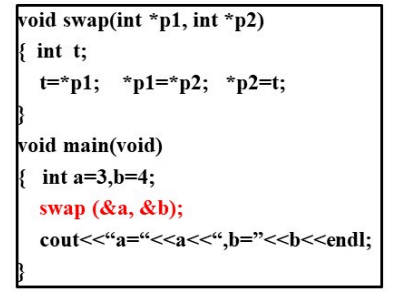 void swap(int *p1, int *p2)
{ int t;
t=*p1; *p1=*p2; *p2=t;
}
void main(void)
{ int a=3,b=4;
swap (&a, &b);
cout<<“a=“<<a<<“,b=”<<b<<endl;
}